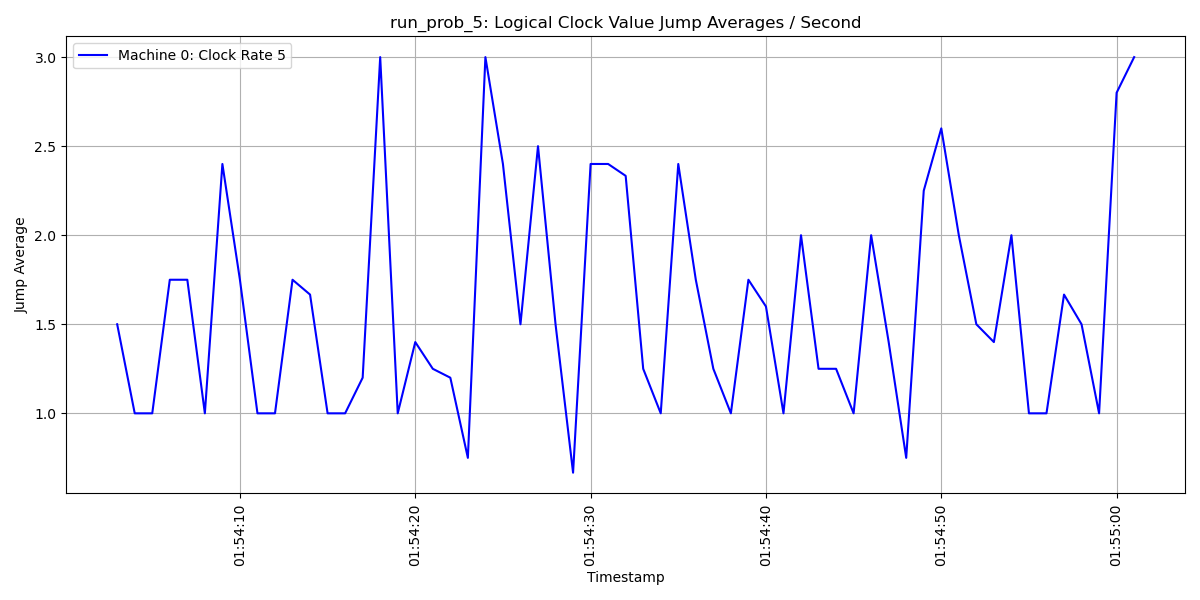 run_prob_5: Logical Clock Value Jump Averages / Second
Machine 0: Clock Rate 5
3.0
2.5
2.0
1.5
1.0
Jump Average
01:54:10
01:54:20
01:54:30
01:54:40
01:54:50
01:55:00
Timestamp